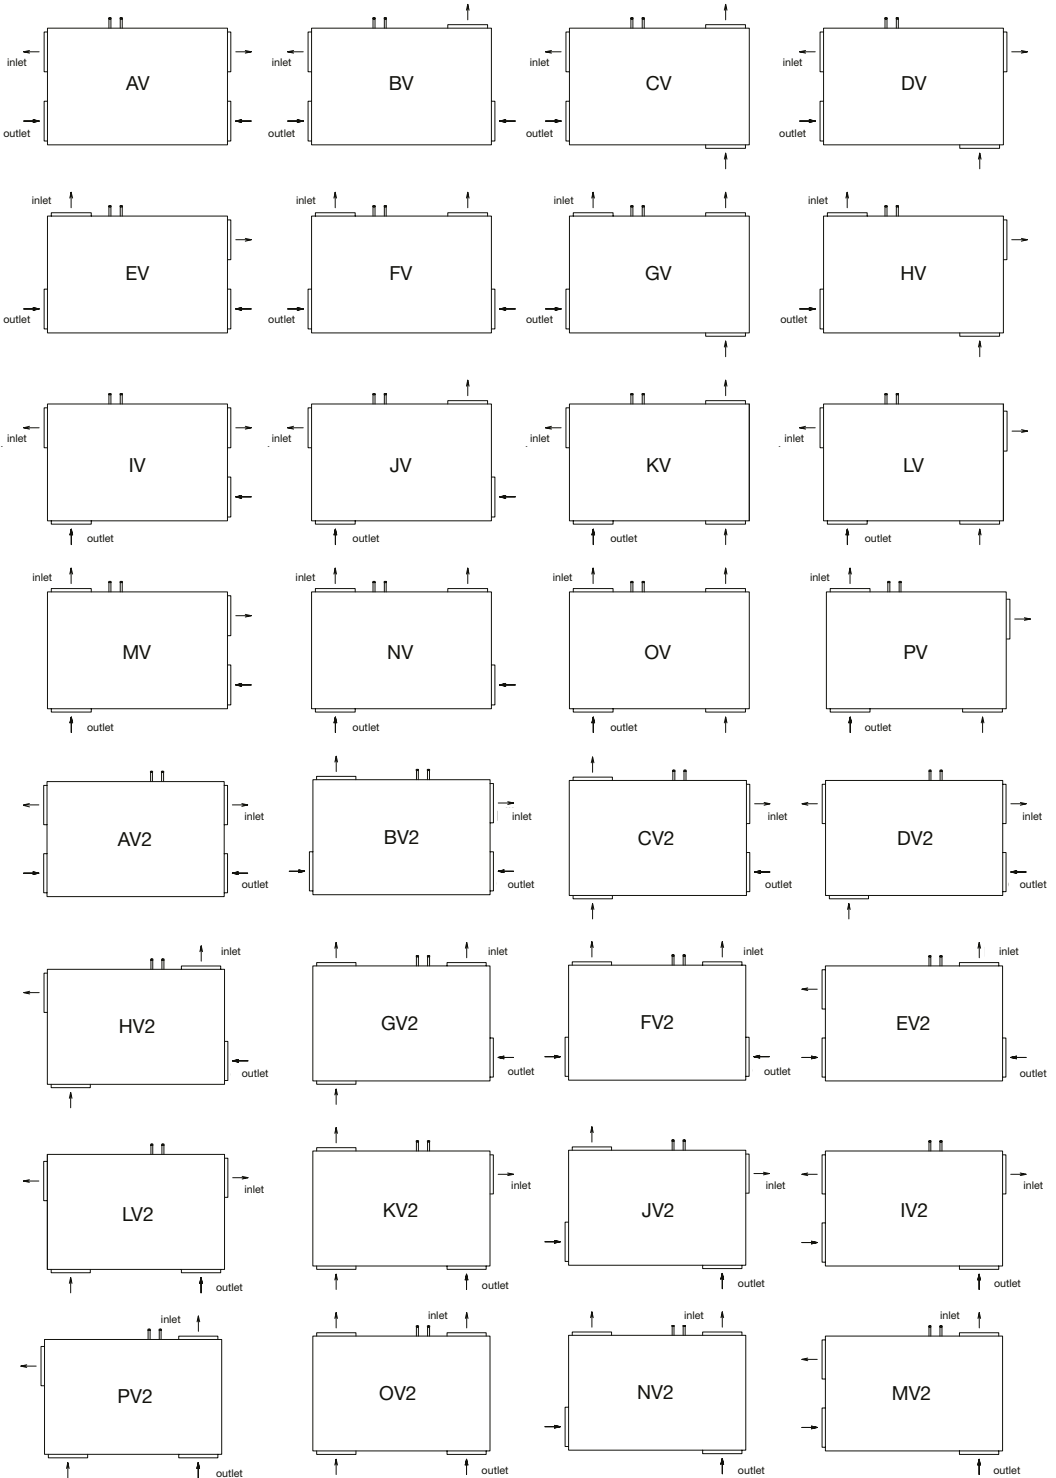 inlet AV outlet
inlet BV outlet
inlet CV outlet
inlet DV outlet
inlet EV outlet
inlet FV outlet
inlet GV outlet
inlet HV outlet
inlet IV outlet
inlet JV outlet
inlet KV outlet
inlet LV outlet
inlet MV outlet
inlet NV outlet
inlet OV outlet
inlet PV outlet
inlet AV2 outlet
inlet BV2 outlet
inlet CV2 outlet
inlet DV2 outlet
inlet HV2 outlet
inlet GV2 outlet
inlet FV2 outlet
inlet EV2 outlet
inlet LV2 outlet
inlet KV2 outlet
inlet JV2 outlet
inlet IV2 outlet
inlet PV2 outlet
inlet OV2 outlet
inlet NV2 outlet
inlet MV2 outlet